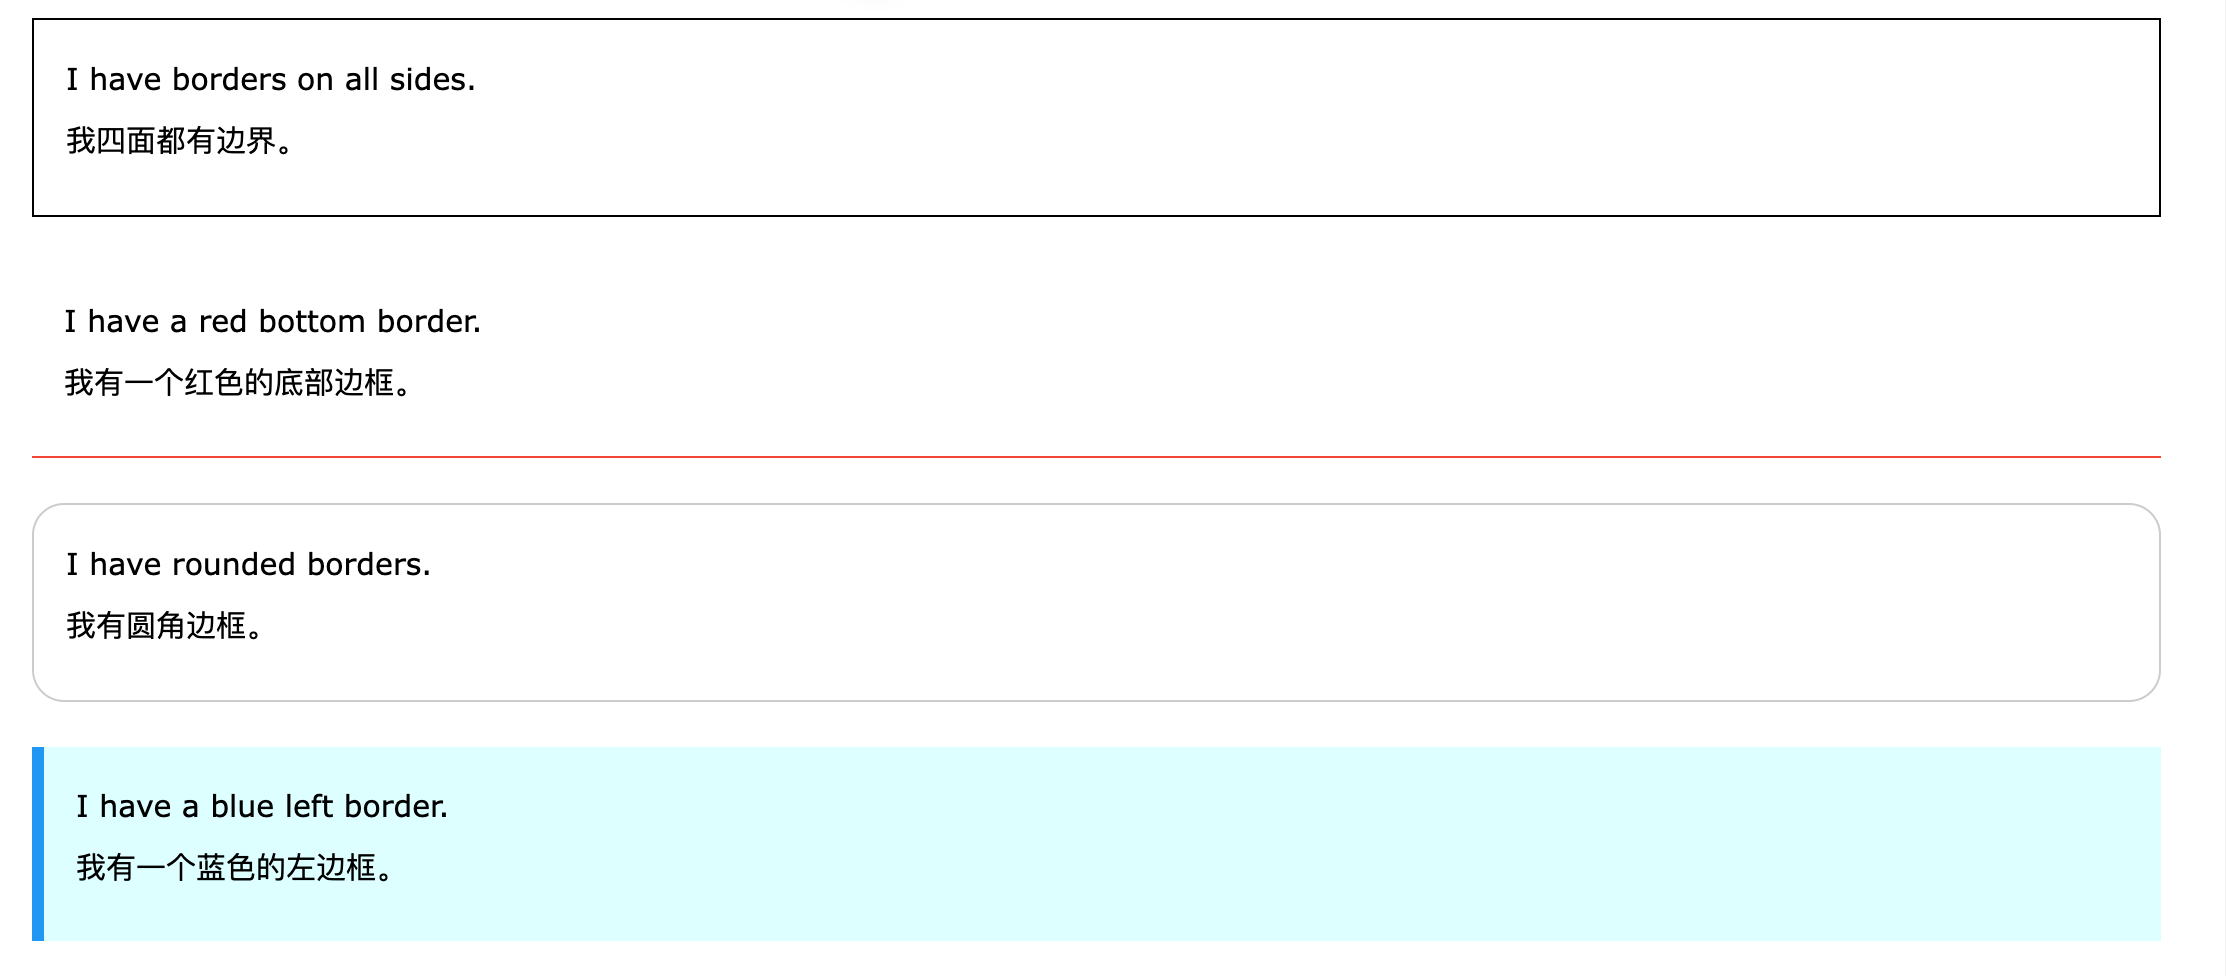 I have borders on all sides.
我四面都有边界。
I have a red bottom border.
我有一个红色的底部边框。
I have rounded borders.
我有圆角边框。
I have a blue left border.
我有一个蓝色的左边框。